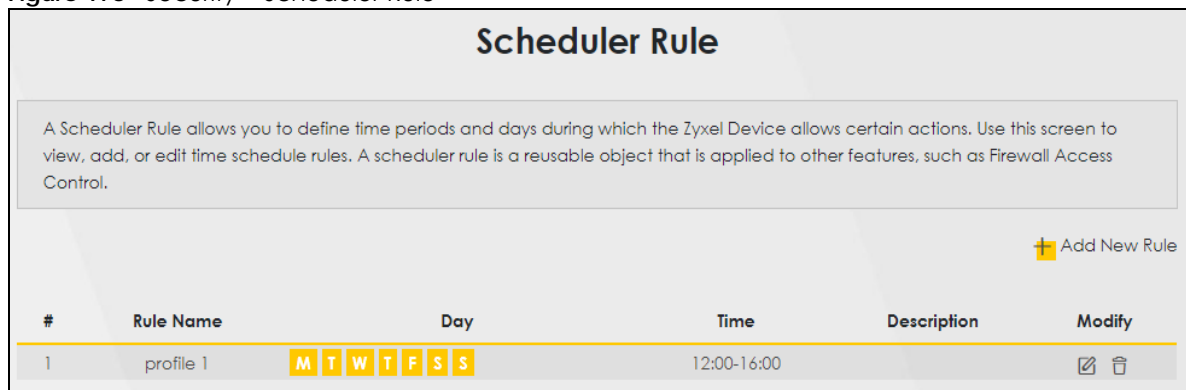 Scheduler Rule
A Scheduler Rule allows you to define time periods and days during which the Zyxel Device allows certain actions. Use this screen to
view, add, or edit time schedule rules. A scheduler rule is a reusable object that is applied to other features, such as Firewall Access
Control.
Add New Rule
# Rule Name Day Time Description Modify
1 profile 1 M T W T F S S 12:00-16:00